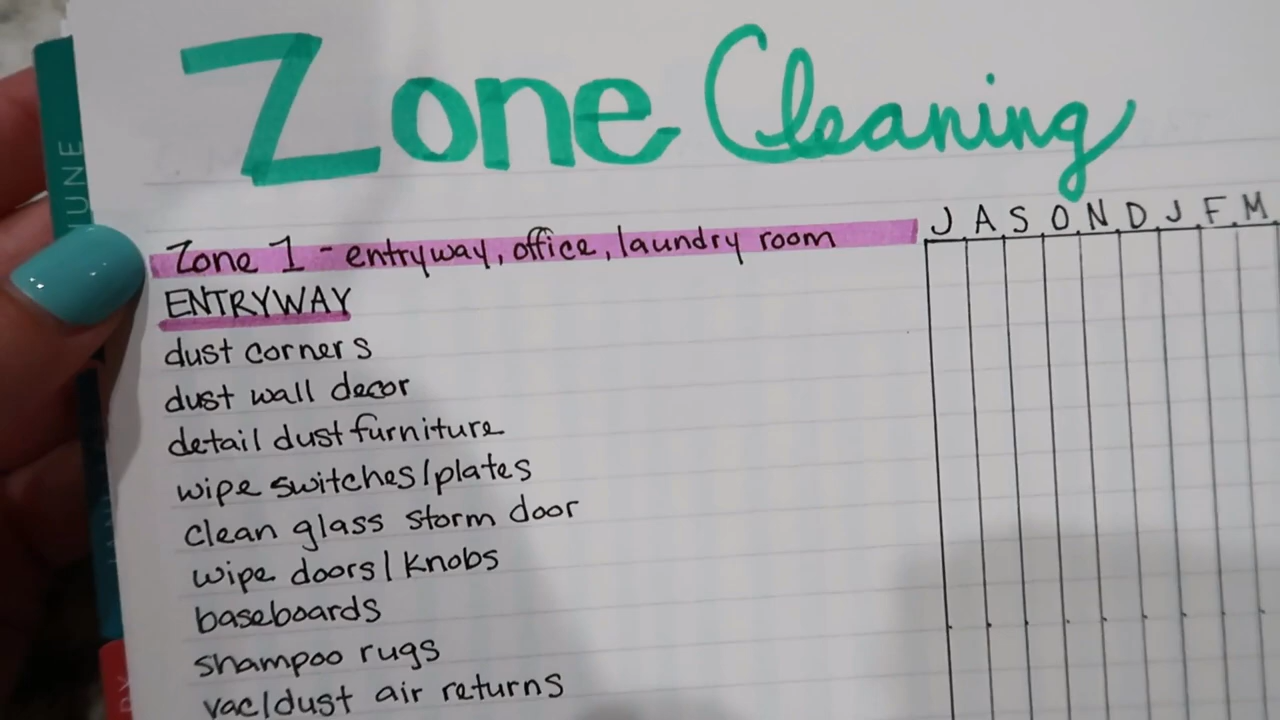 Zone Cleaning
JUNE
J A S O N D J F M
Zone 1 - entryway, office, laundry room
ENTRYWAY
dust corners
dust wall decor
detail dust furniture
wipe switches/plates
clean glass storm door
wipe doors/knobs
baseboards
shampoo rugs
vac/dust air returns